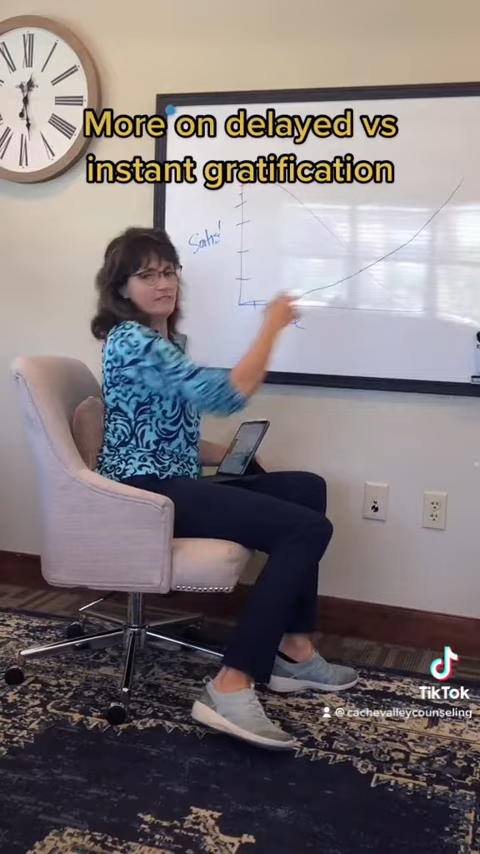 More on delayed vs
instant gratification
TikTok
@cachevalleycounseling